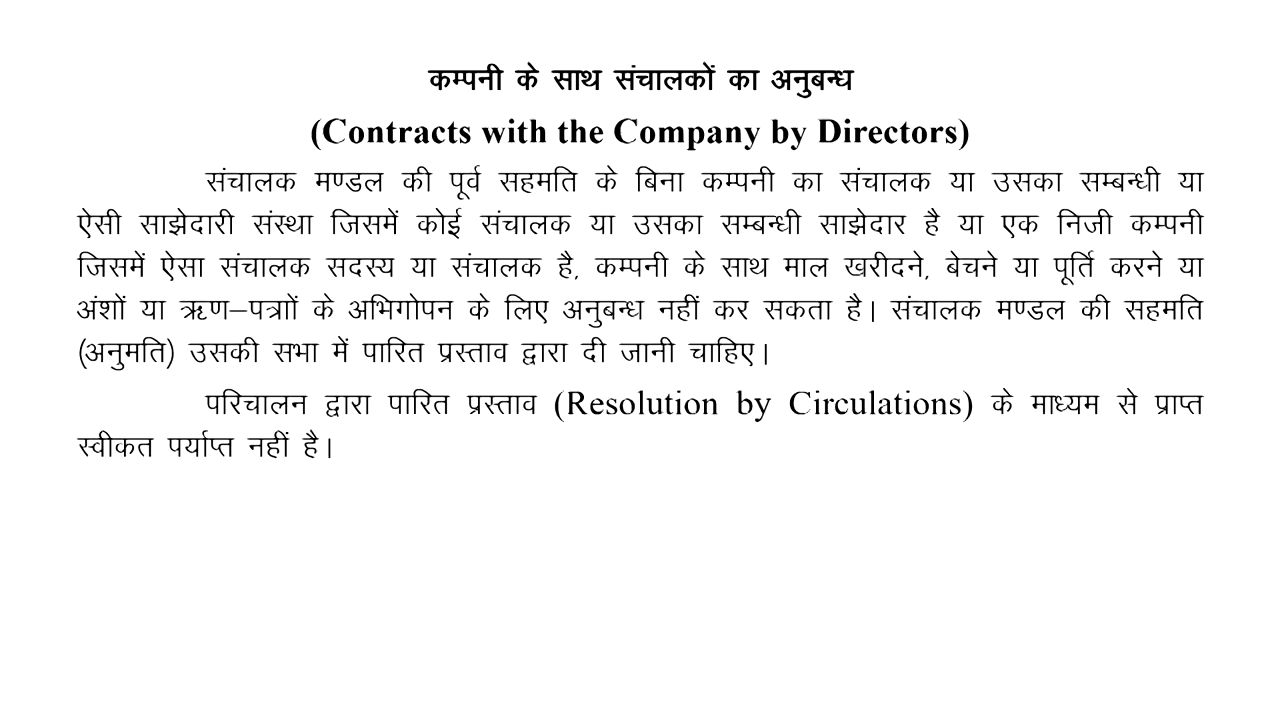 कम्पनी के साथ संचालकों का अनुबन्ध
(Contracts with the Company by Directors)
संचालक मण्डल की पूर्व सहमति के बिना कम्पनी का संचालक या उसका सम्बन्धी या
ऐसी साझेदारी संस्था जिसमें कोई संचालक या उसका सम्बन्धी साझेदार है या एक निजी कम्पनी
जिसमें ऐसा संचालक सदस्य या संचालक है, कम्पनी के साथ माल खरीदने, बेचने या पूर्ति करने या
अंशों या ऋण–पत्राों के अभिगोपन के लिए अनुबन्ध नहीं कर सकता है। संचालक मण्डल की सहमति
(अनुमति) उसकी सभा में पारित प्रस्ताव द्वारा दी जानी चाहिए।
परिचालन द्वारा पारित प्रस्ताव (Resolution by Circulations) के माध्यम से प्राप्त
स्वीकत पर्याप्त नहीं है।